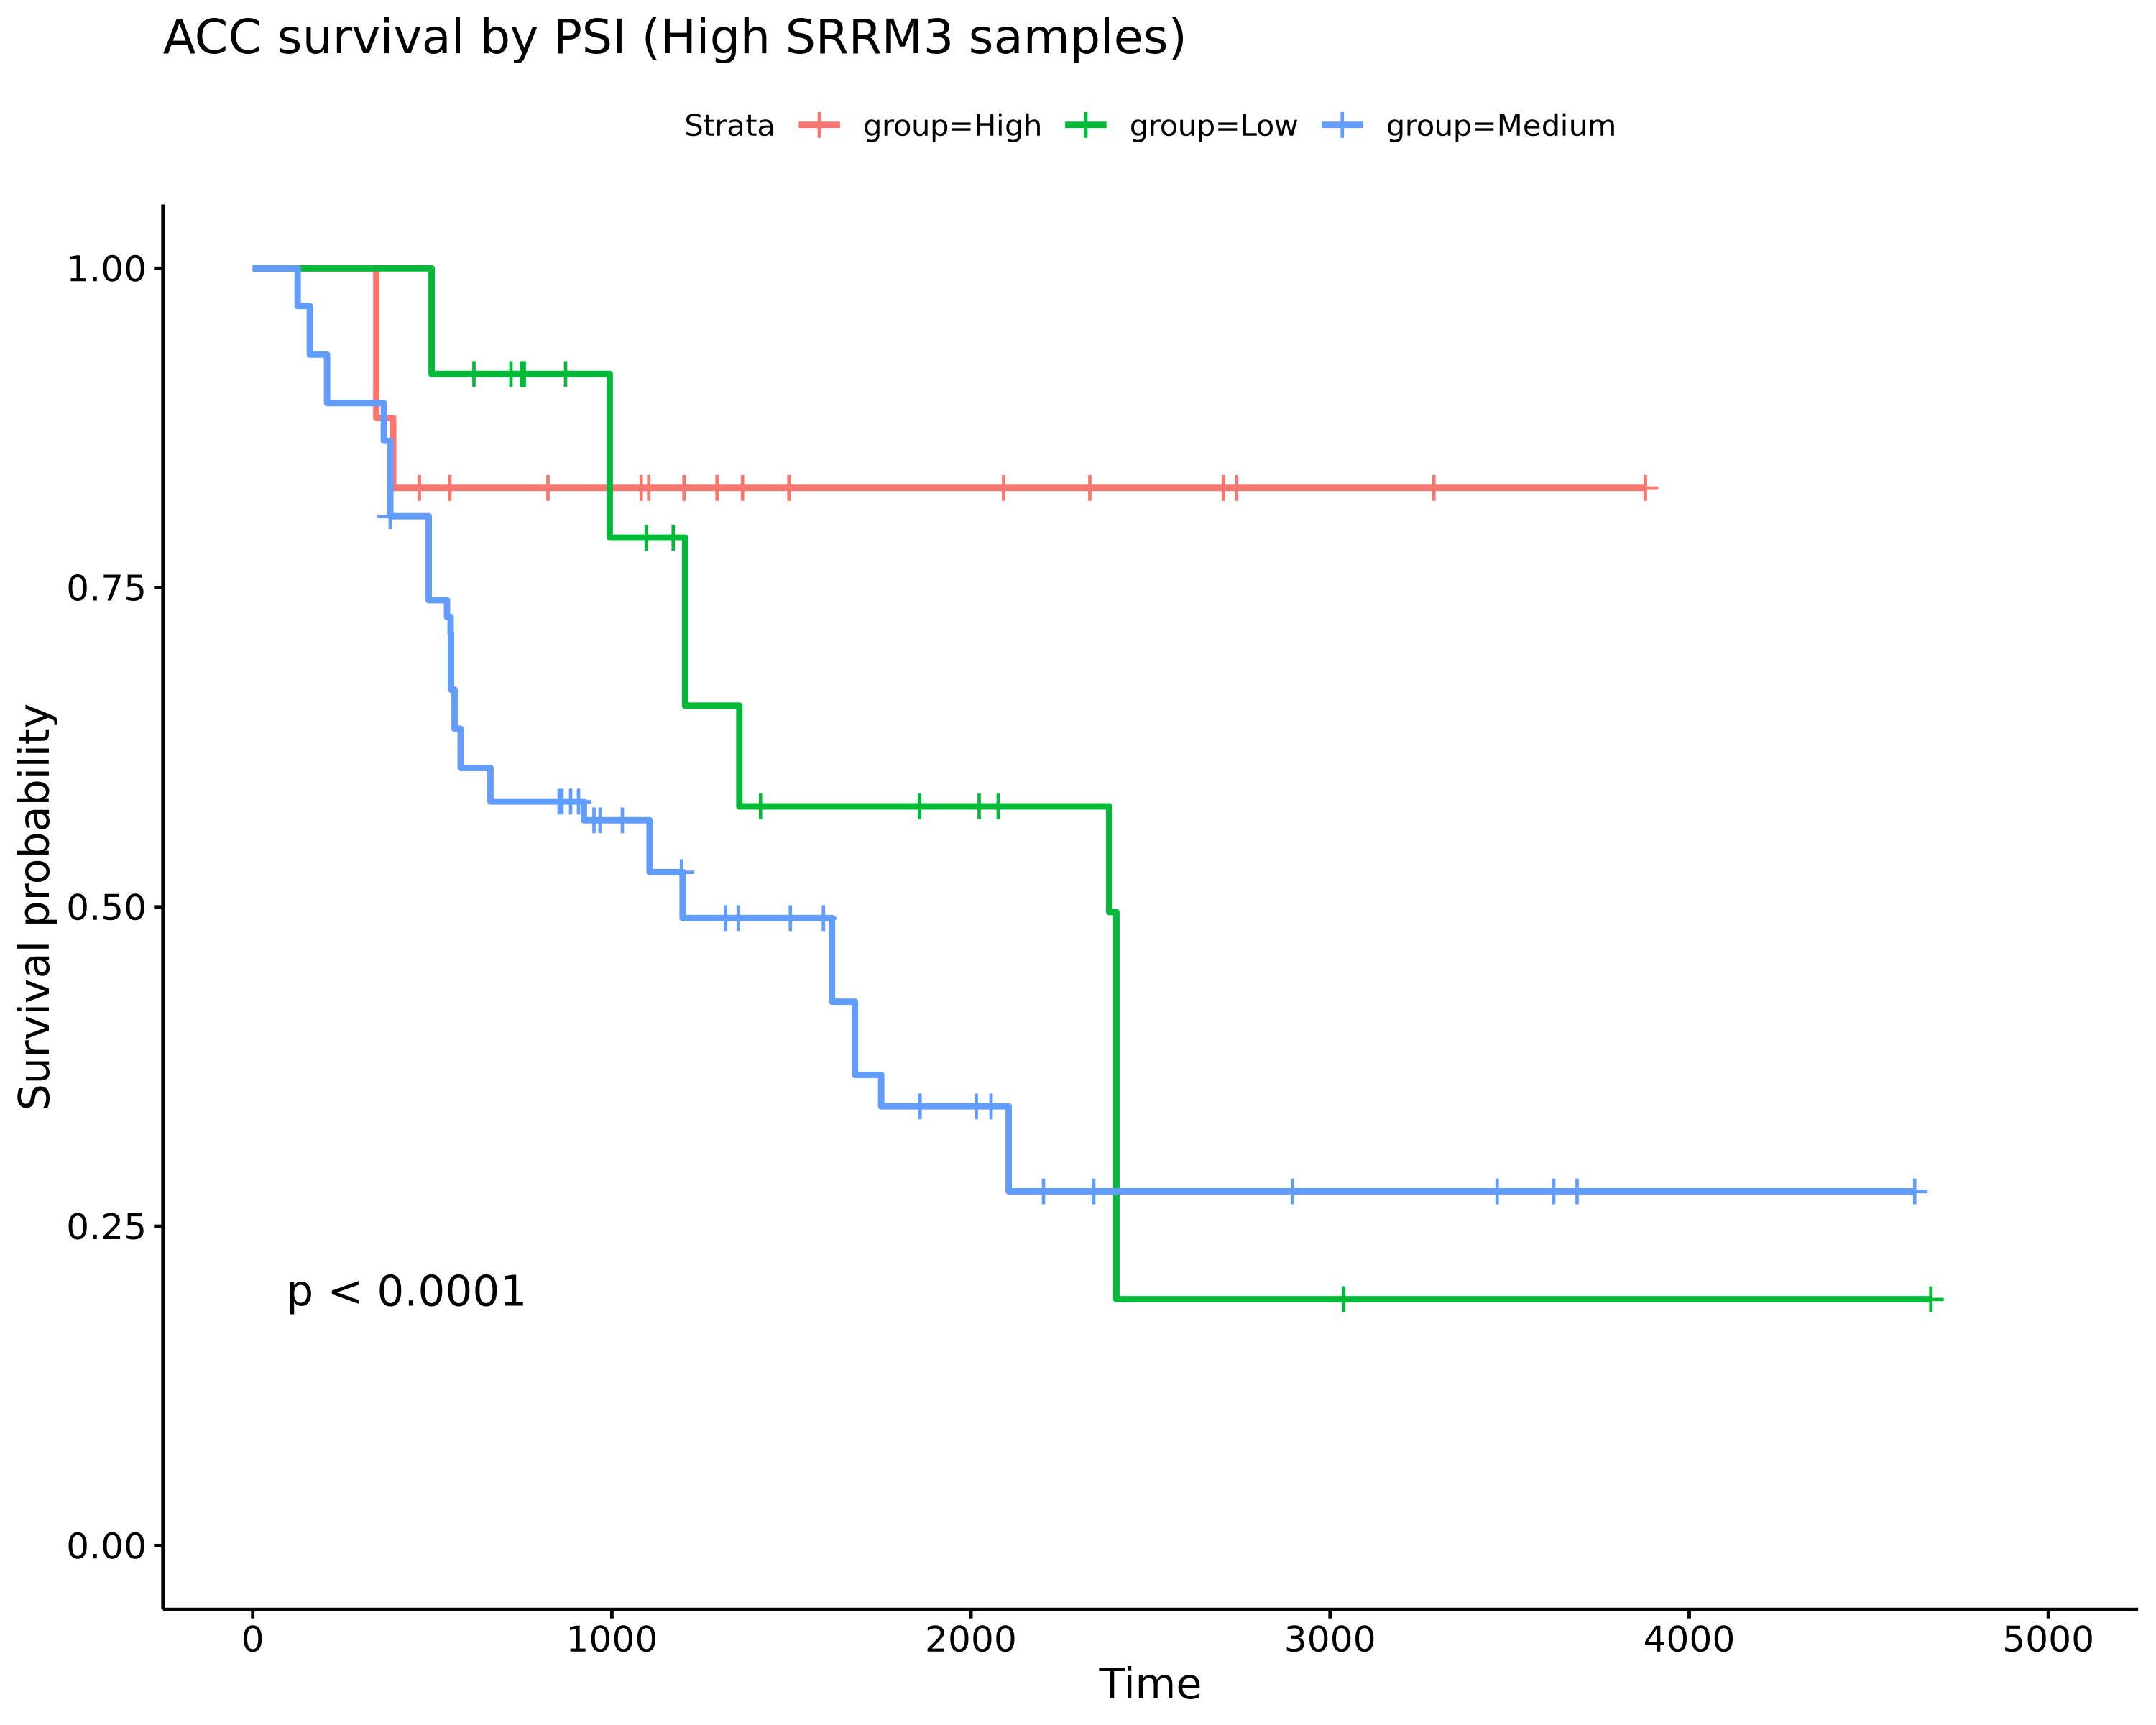 ACC survival by PSI (High SRRM3 samples)
Strata group=High group=Low group=Medium
Survival probability
1.00
0.75
0.50
0.25
0.00
p < 0.0001
0 1000 2000 3000 4000 5000
Time